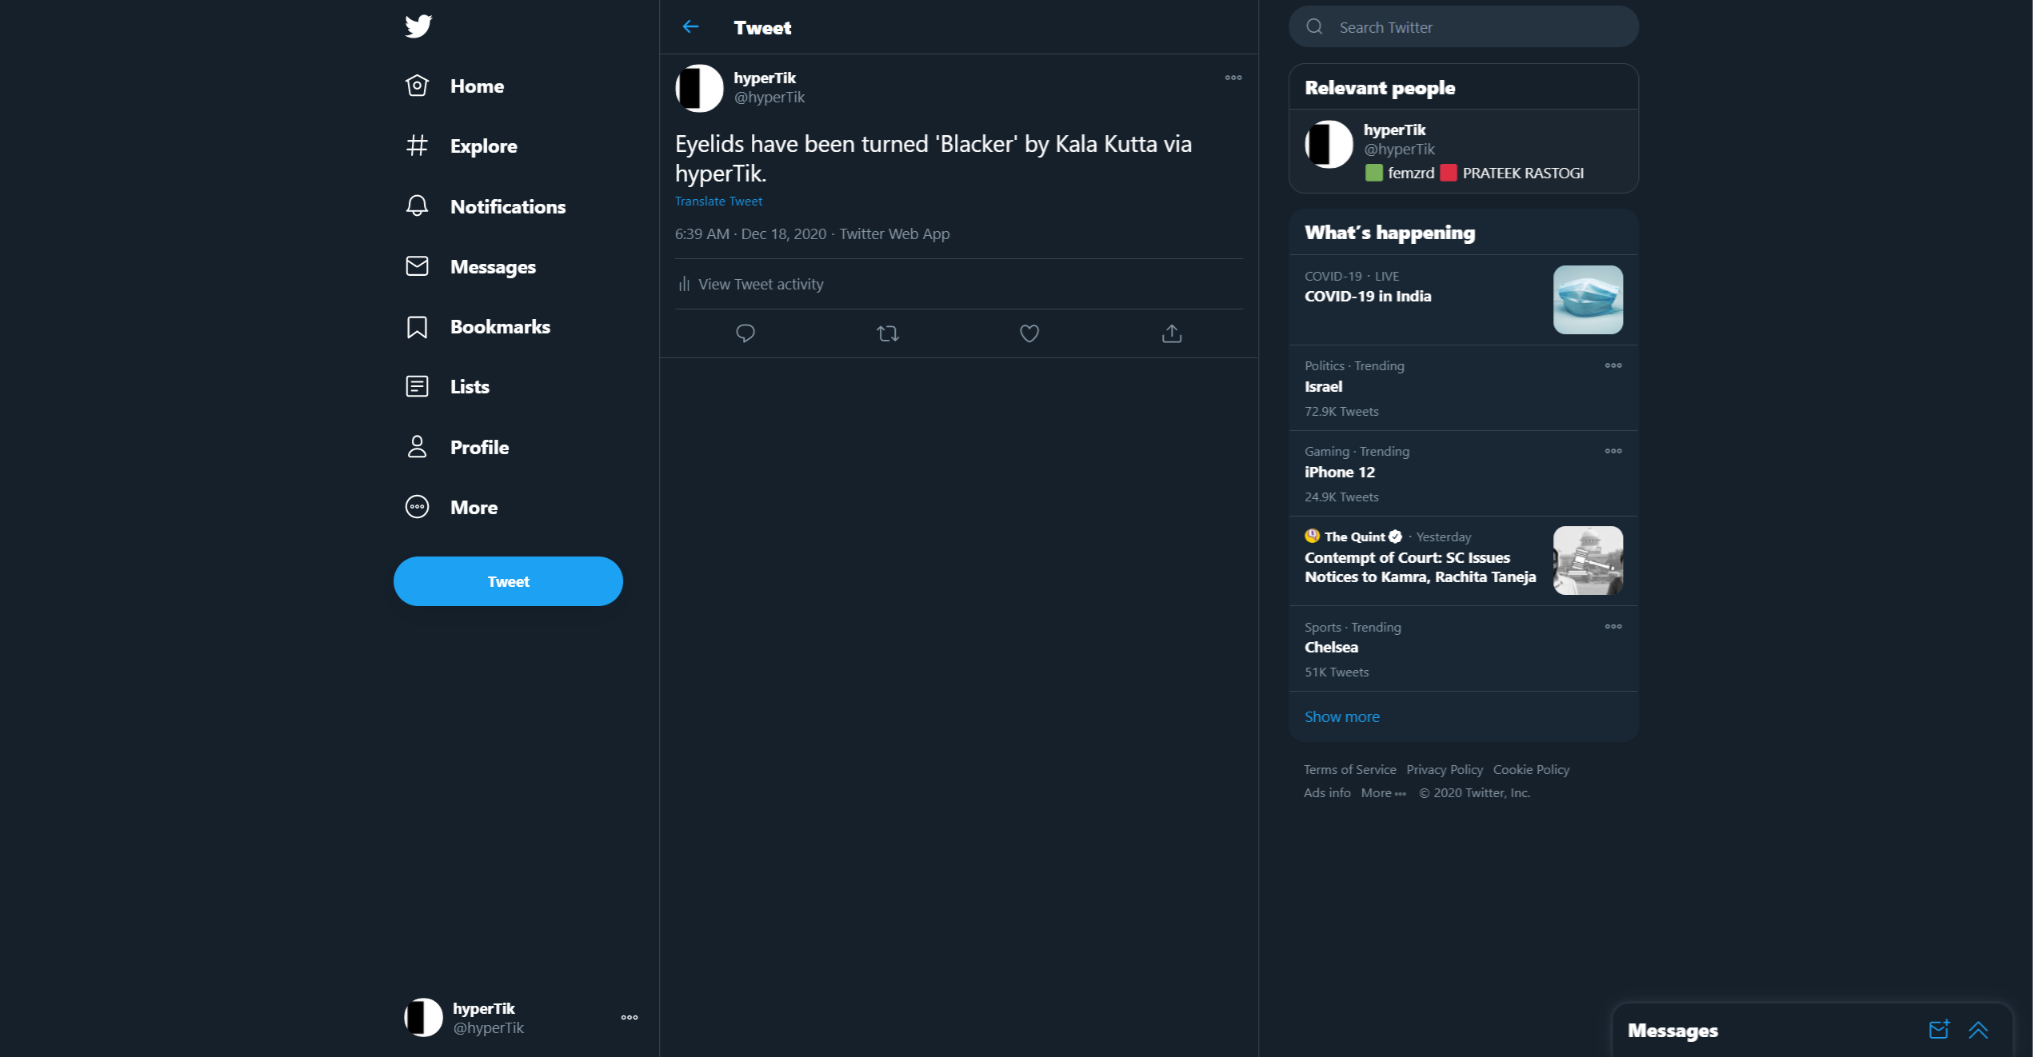 Home
Explore
Notifications
Messages
Bookmarks
Lists
Profile
More
Tweet
hyperTik
@hyperTik
Tweet
hyperTik
@hyperTik
Eyelids have been turned 'Blacker' by Kala Kutta via
hyperTik.
Translate Tweet
6:39 AM · Dec 18, 2020 · Twitter Web App
View Tweet activity
Search Twitter
Relevant people
hyperTik
@hyperTik
femzrd PRATEEK RASTOGI
What's happening
COVID-19 · LIVE
COVID-19 in India
Politics · Trending
Israel
72.9K Tweets
Gaming · Trending
iPhone 12
24.9K Tweets
The Quint · Yesterday
Contempt of Court: SC Issues
Notices to Kamra, Rachita Taneja
Sports · Trending
Chelsea
51K Tweets
Show more
Terms of Service Privacy Policy Cookie Policy
Ads info More © 2020 Twitter, Inc.
Messages